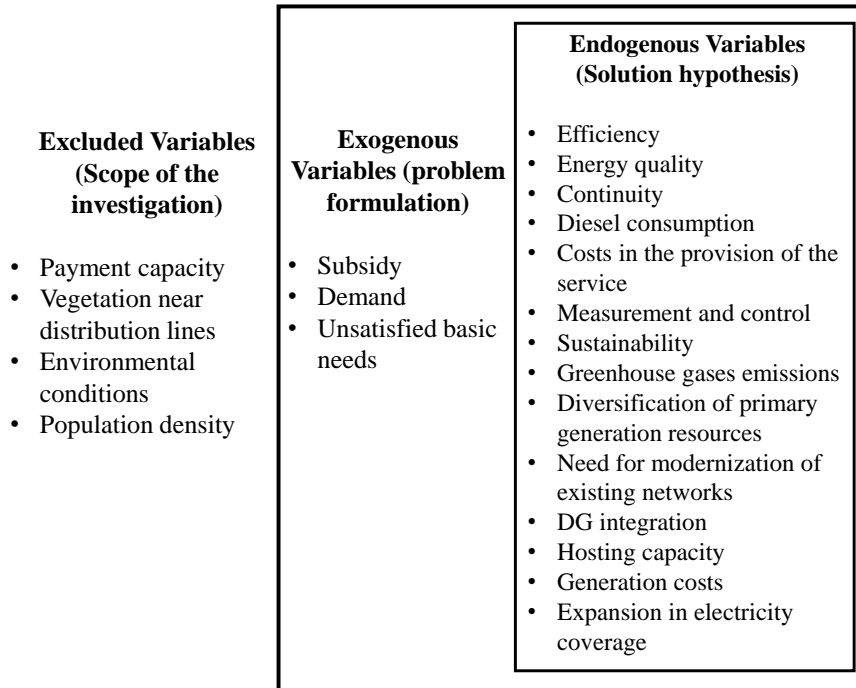 Excluded Variables
(Scope of the
investigation)
• Payment capacity
• Vegetation near
distribution lines
• Environmental
conditions
• Population density
Exogenous
Variables (problem
formulation)
• Subsidy
• Demand
• Unsatisfied basic
needs
Endogenous Variables
(Solution hypothesis)
• Efficiency
• Energy quality
• Continuity
• Diesel consumption
• Costs in the provision of the
service
• Measurement and control
• Sustainability
• Greenhouse gases emissions
• Diversification of primary
generation resources
• Need for modernization of
existing networks
• DG integration
• Hosting capacity
• Generation costs
• Expansion in electricity
coverage